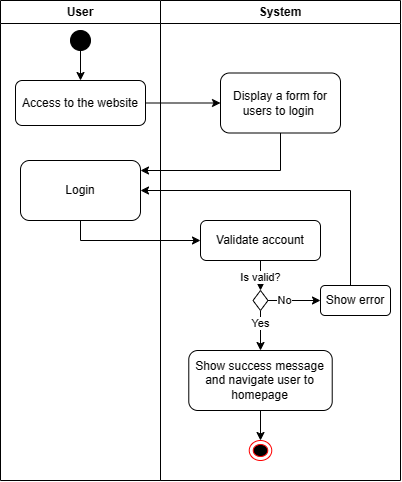 User
System
Access to the website
Display a form for
users to login
Login
Validate account
Is valid?
No
Show error
Yes
Show success message
and navigate user to
homepage